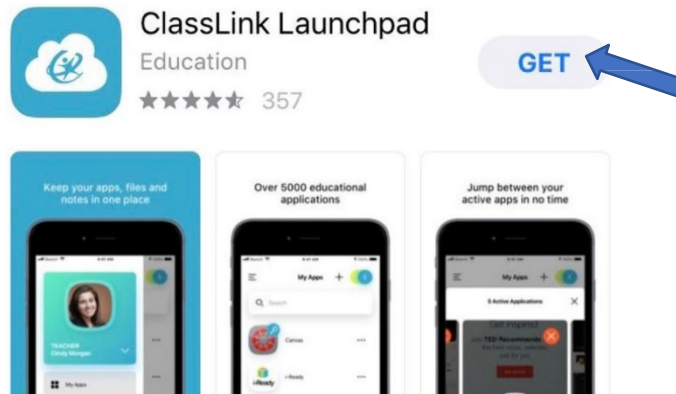 ClassLink Launchpad
Education
GET
357
Keep your apps, files and
notes in one place
Over 5000 educational
applications
Jump between your
active apps in no time
My Apps
Search
Canvas
i-Ready
i-Ready
TEACHER
Cindy Morgan
My Apps
My Apps
5 Active Applications
Get Inspired
TED Recommends